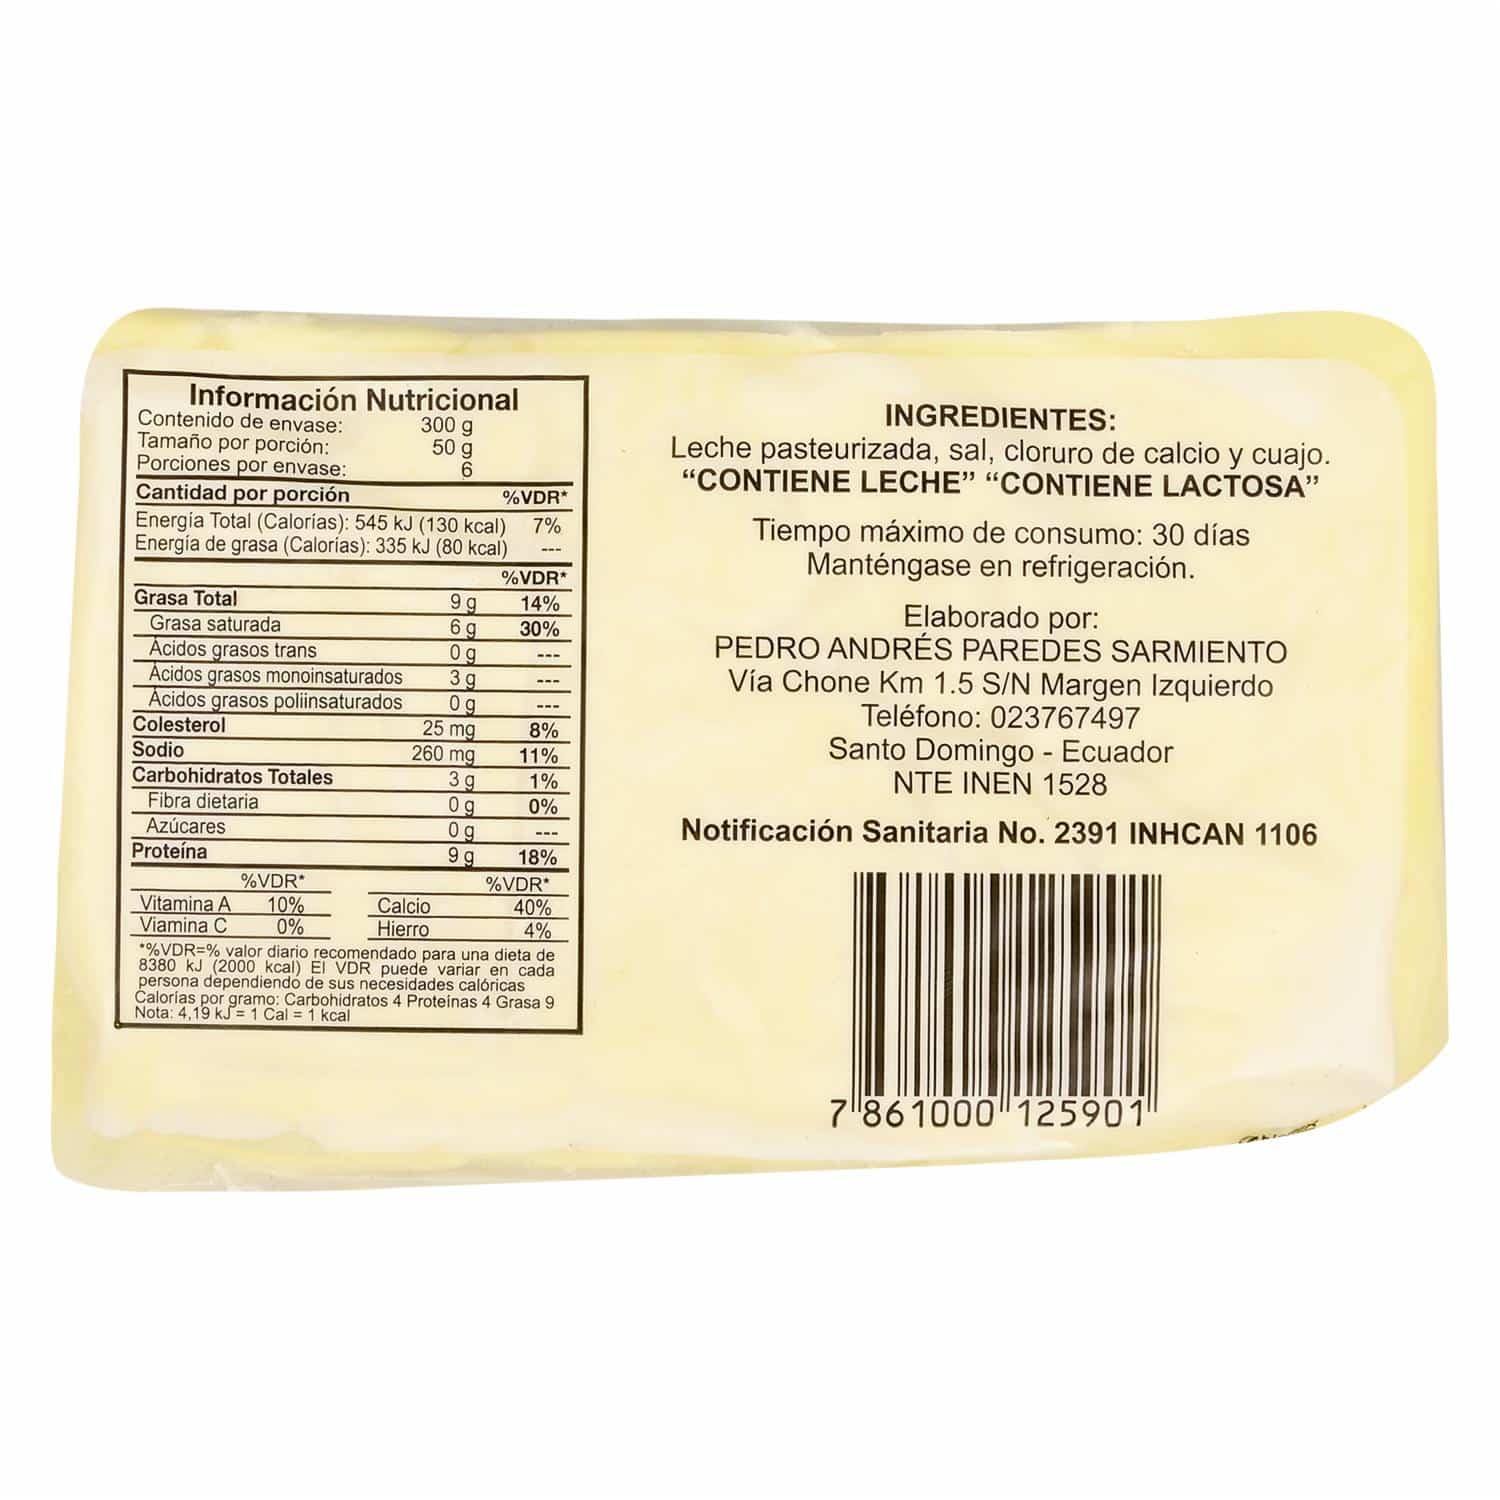 Información Nutricional
Contenido de envase: 300 g
Tamaño por porción: 50 g
Porciones por envase: 6
Cantidad por porción %VDR*
Energía Total (Calorías): 545 kJ (130 kcal) 7%
Energía de grasa (Calorías): 335 kJ (80 kcal) ---
%VDR*
Grasa Total 9 g 14%
Grasa saturada 6 g 30%
Ácidos grasos trans 0 g ---
Ácidos grasos monoinsaturados 3 g ---
Ácidos grasos poliinsaturados 0 g ---
Colesterol 25 mg 8%
Sodio 260 mg 11%
Carbohidratos Totales 3 g 1%
Fibra dietaria 0 g 0%
Azúcares 0 g ---
Proteína 9 g 18%
%VDR* %VDR*
Vitamina A 10% Calcio 40%
Viamina C 0% Hierro 4%
*%VDR=% valor diario recomendado para una dieta de
8380 kJ (2000 kcal) El VDR puede variar en cada
persona dependiendo de sus necesidades calóricas
Calorías por gramo: Carbohidratos 4 Proteínas 4 Grasa 9
Nota: 4,19 kJ = 1 Cal = 1 kcal
INGREDIENTES:
Leche pasteurizada, sal, cloruro de calcio y cuajo.
“CONTIENE LECHE” “CONTIENE LACTOSA”
Tiempo máximo de consumo: 30 días
Manténgase en refrigeración.
Elaborado por:
PEDRO ANDRÉS PAREDES SARMIENTO
Vía Chone Km 1.5 S/N Margen Izquierdo
Teléfono: 023767497
Santo Domingo - Ecuador
NTE INEN 1528
Notificación Sanitaria No. 2391 INHCAN 1106
7 861000 125901